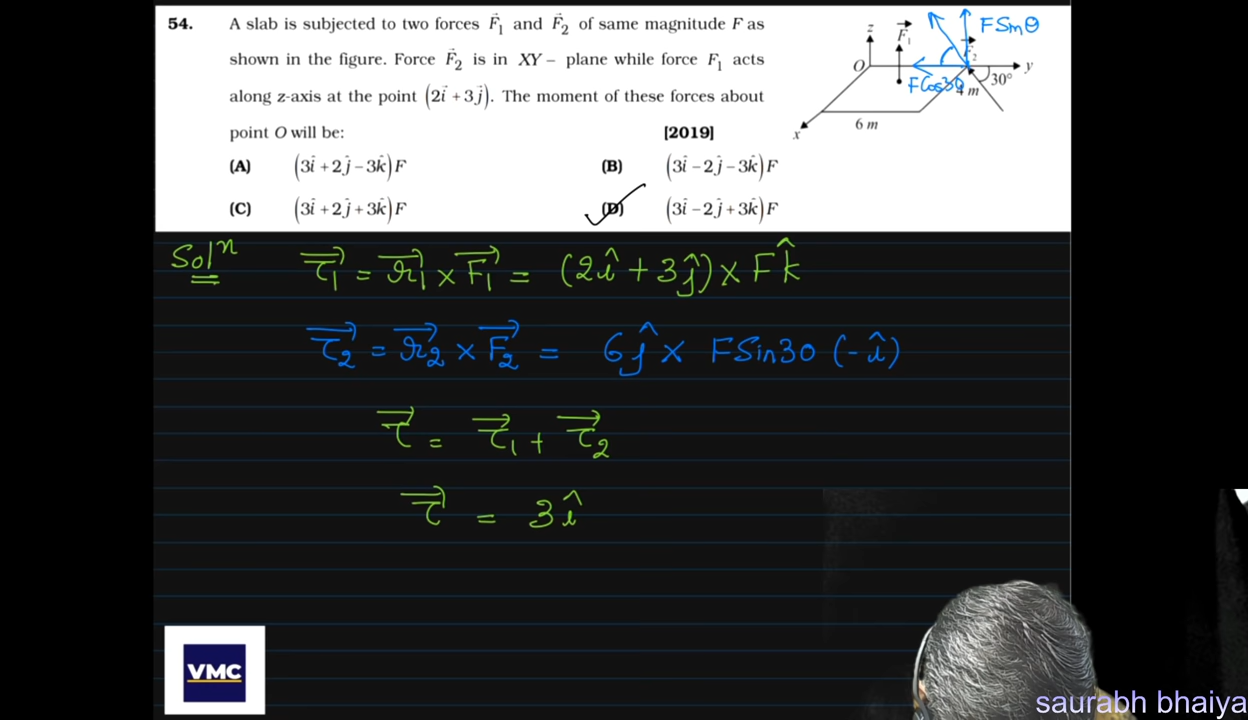 54. A slab is subjected to two forces F⃗₁ and F⃗₂ of same magnitude F as
shown in the figure. Force F⃗₂ is in XY – plane while force F₁ acts
along z-axis at the point (2i⃗ + 3j⃗). The moment of these forces about
point O will be: [2019]
(A) (3î + 2ĵ − 3k̂)F (B) (3î − 2ĵ − 3k̂)F
(C) (3î + 2ĵ + 3k̂)F (D) (3î − 2ĵ + 3k̂)F
z F⃗₁ FSinθ
O F⃗₂ y
FCos30 4 m 30°
x 6 m
Solⁿ τ⃗₁ = r⃗₁ × F⃗₁ = (2î + 3ĵ) × Fk̂
τ⃗₂ = r⃗₂ × F⃗₂ = 6ĵ × FSin30 (-î)
τ⃗ = τ⃗₁ + τ⃗₂
τ⃗ = 3î
VMC
saurabh bhaiya